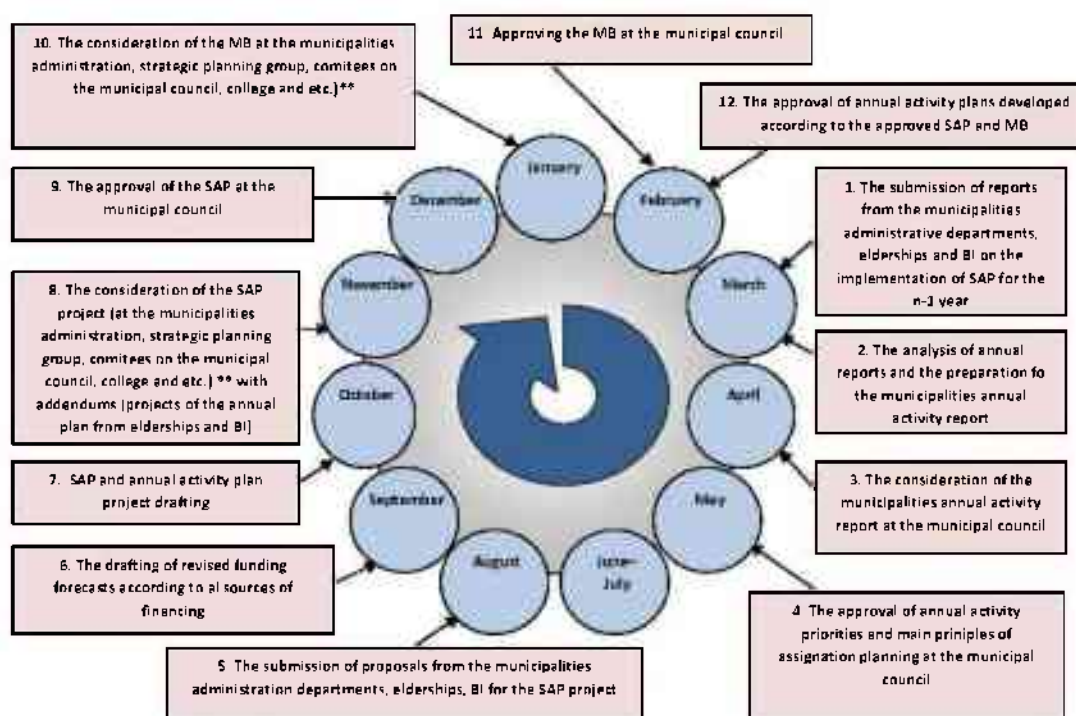 10. The consideration of the MB at the municipalities
administration, strategic planning group, comitees on
the municipal council, college and etc.)**
11 Approving the MB at the municipal council
12. The approval of annual activity plans developed
according to the approved SAP and MB
9. The approval of the SAP at the
municipal council
1. The submission of reports
from the municipalities
administrative departments,
elderships and BI on the
implementation of SAP for the
n-1 year
8. The consideration of the SAP
project (at the municipalities
administration, strategic planning
group, comitees on the municipal
council, college and etc.) ** with
addendums (projects of the annual
plan from elderships and BI)
2. The analysis of annual
reports and the preparation fo
the municipalities annual
activity report
7. SAP and annual activity plan
project drafting
3. The consideration of the
municipalities annual activity
report at the municipal council
6. The drafting of revised funding
forecasts according to al sources of
financing
4 The approval of annual activity
priorities and main priniples of
assignation planning at the municipal
council
5 The submission of proposals from the municipalities
administration departments, elderships, BI for the SAP project
January
February
March
April
May
June-
July
August
September
October
November
December